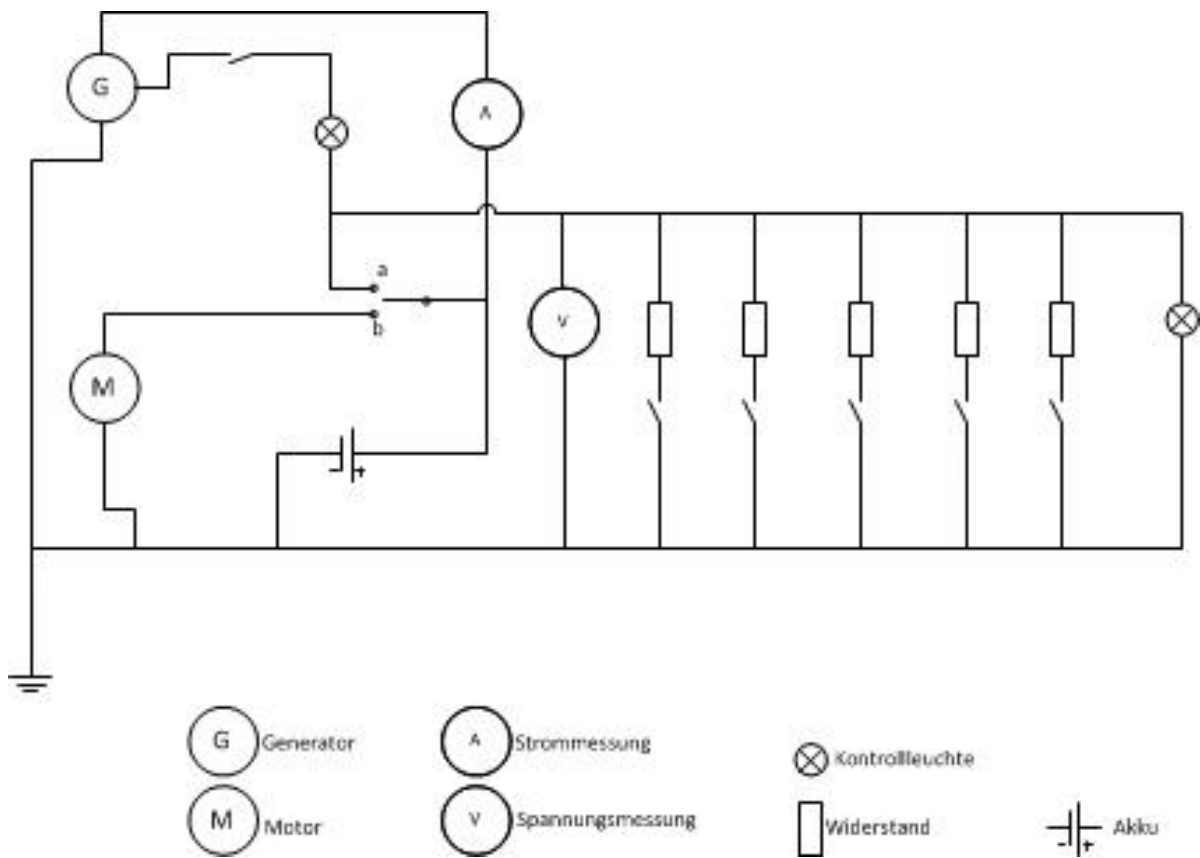 G
A
a
b
V
M
- +
G Generator
A Strommessung
Kontrollleuchte
M Motor
V Spannungsmessung
Widerstand
- + Akku